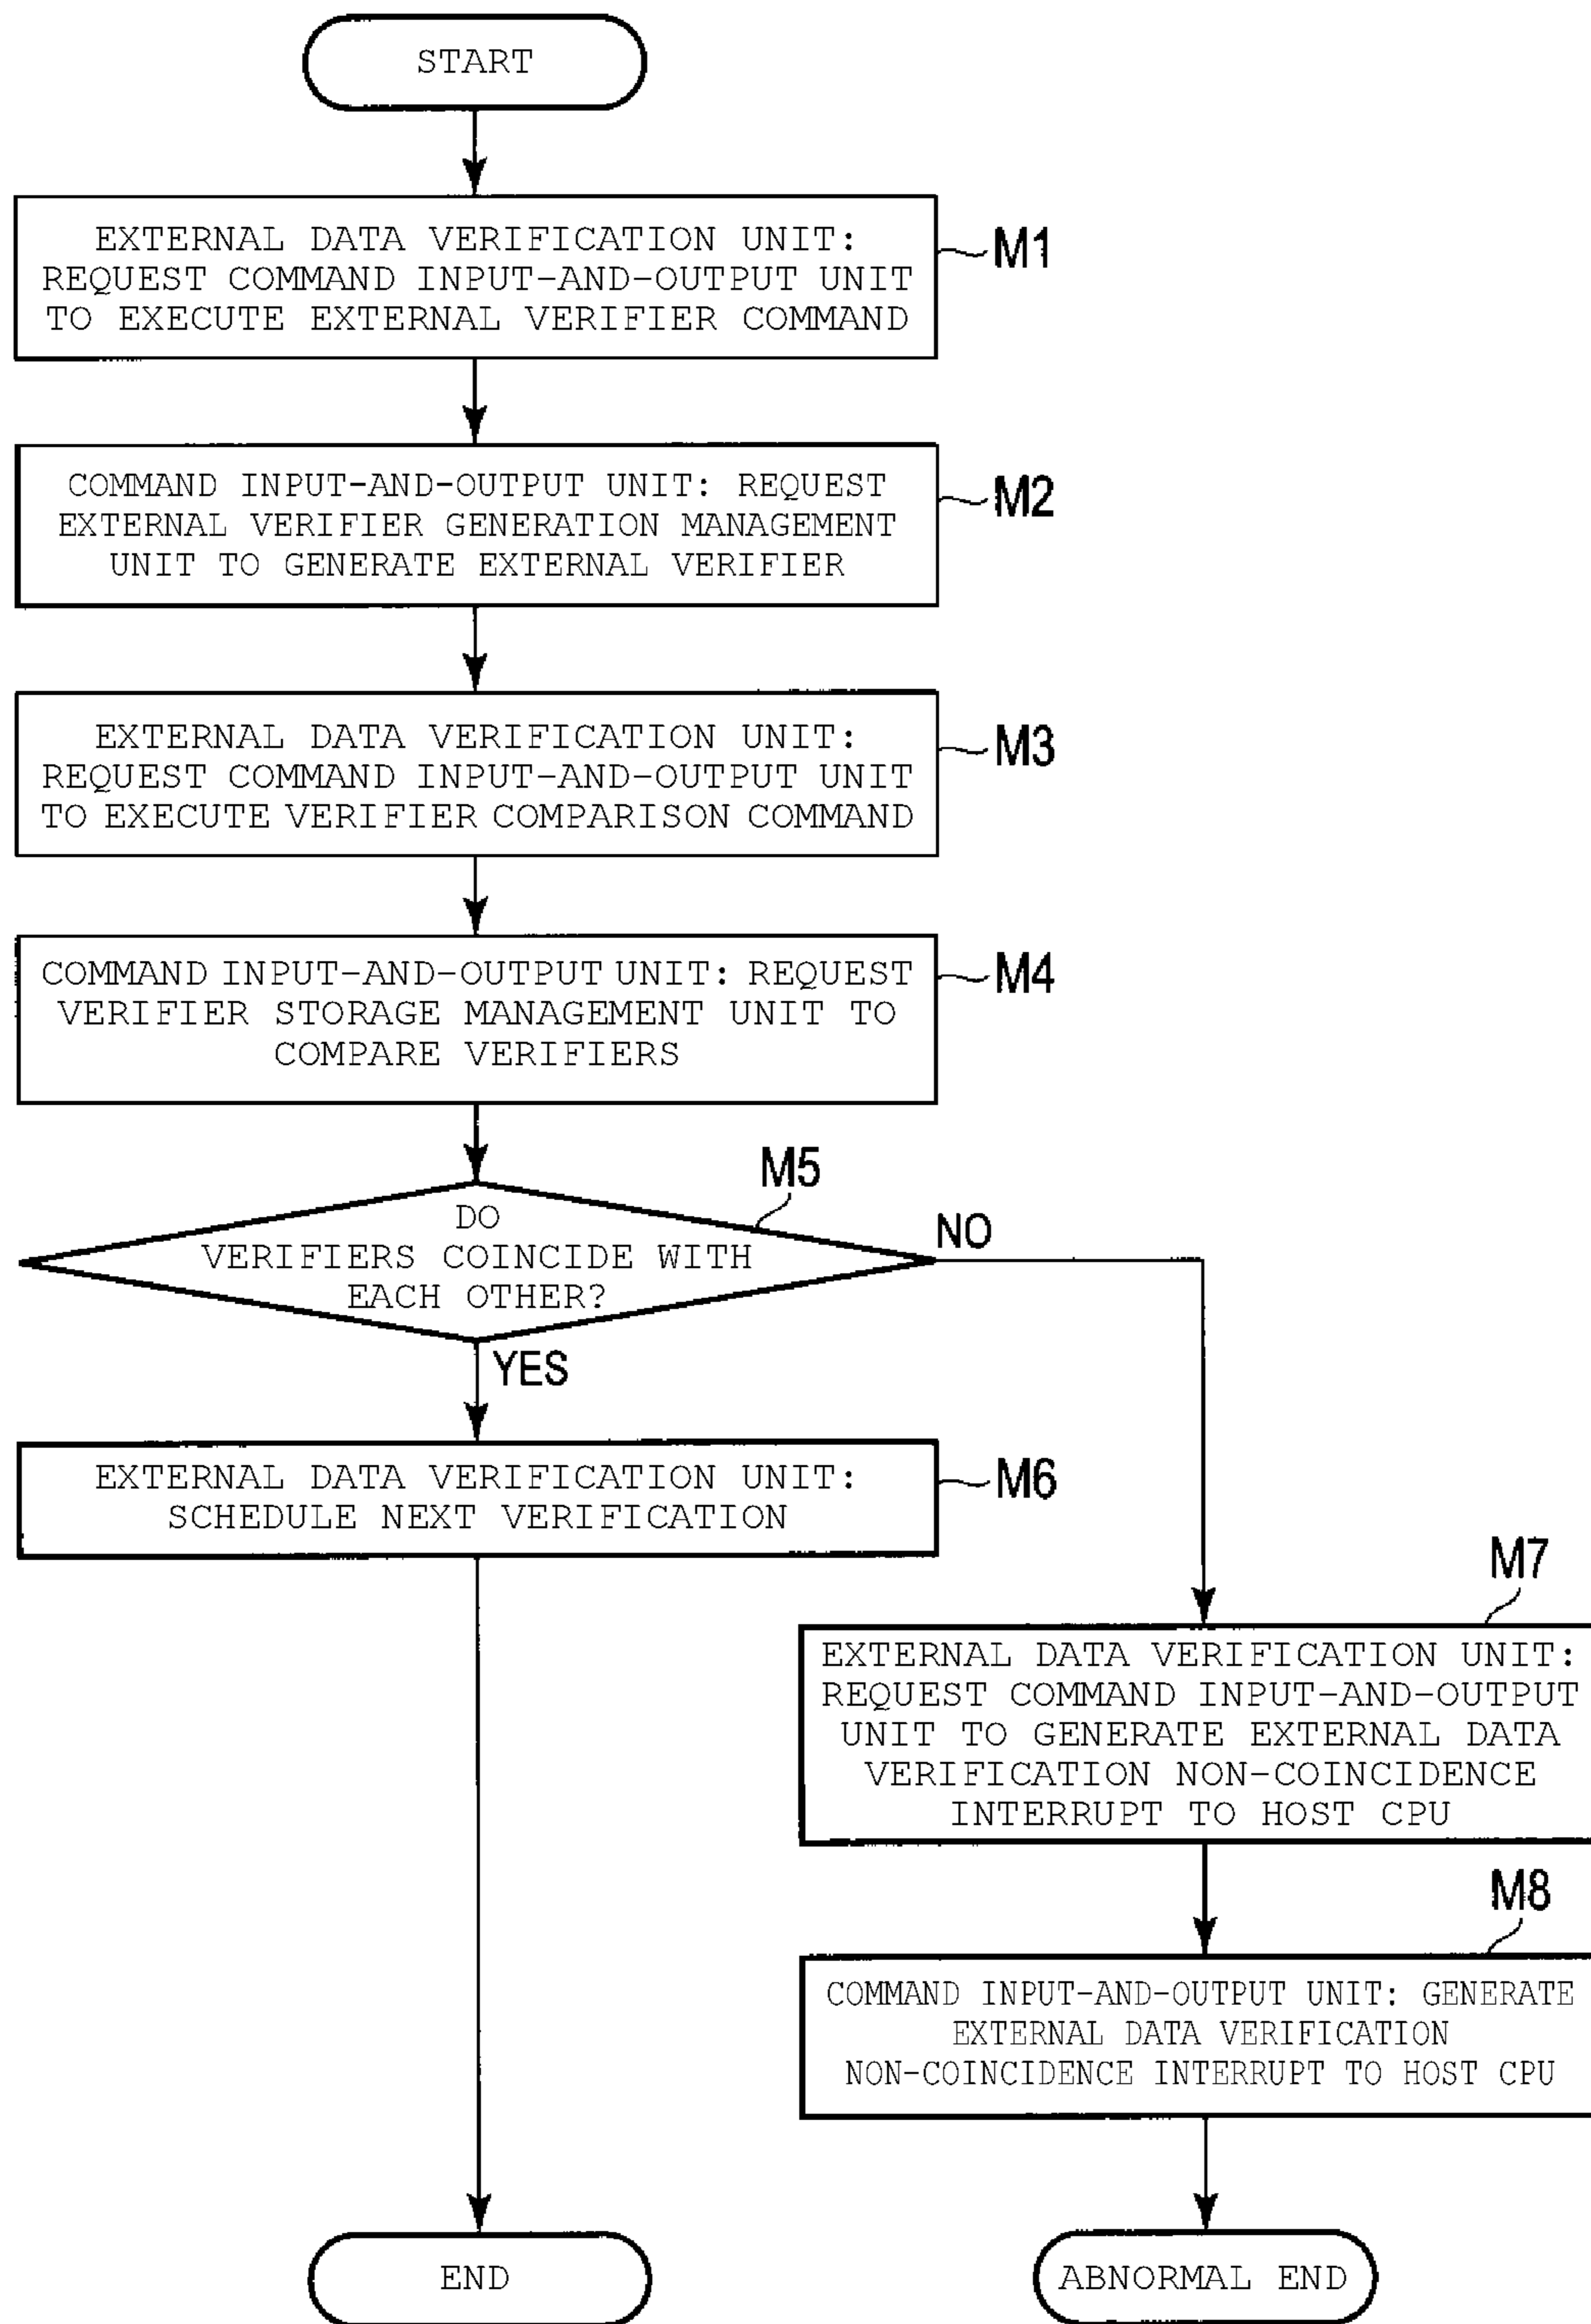 START
EXTERNAL DATA VERIFICATION UNIT:
REQUEST COMMAND INPUT-AND-OUTPUT UNIT
TO EXECUTE EXTERNAL VERIFIER COMMAND
M1
COMMAND INPUT-AND-OUTPUT UNIT: REQUEST
EXTERNAL VERIFIER GENERATION MANAGEMENT
UNIT TO GENERATE EXTERNAL VERIFIER
M2
EXTERNAL DATA VERIFICATION UNIT:
REQUEST COMMAND INPUT-AND-OUTPUT UNIT
TO EXECUTE VERIFIER COMPARISON COMMAND
M3
COMMAND INPUT-AND-OUTPUT UNIT: REQUEST
VERIFIER STORAGE MANAGEMENT UNIT TO
COMPARE VERIFIERS
M4
M5
DO
VERIFIERS COINCIDE WITH
EACH OTHER?
NO
YES
EXTERNAL DATA VERIFICATION UNIT:
SCHEDULE NEXT VERIFICATION
M6
M7
EXTERNAL DATA VERIFICATION UNIT:
REQUEST COMMAND INPUT-AND-OUTPUT
UNIT TO GENERATE EXTERNAL DATA
VERIFICATION NON-COINCIDENCE
INTERRUPT TO HOST CPU
M8
COMMAND INPUT-AND-OUTPUT UNIT: GENERATE
EXTERNAL DATA VERIFICATION
NON-COINCIDENCE INTERRUPT TO HOST CPU
END
ABNORMAL END